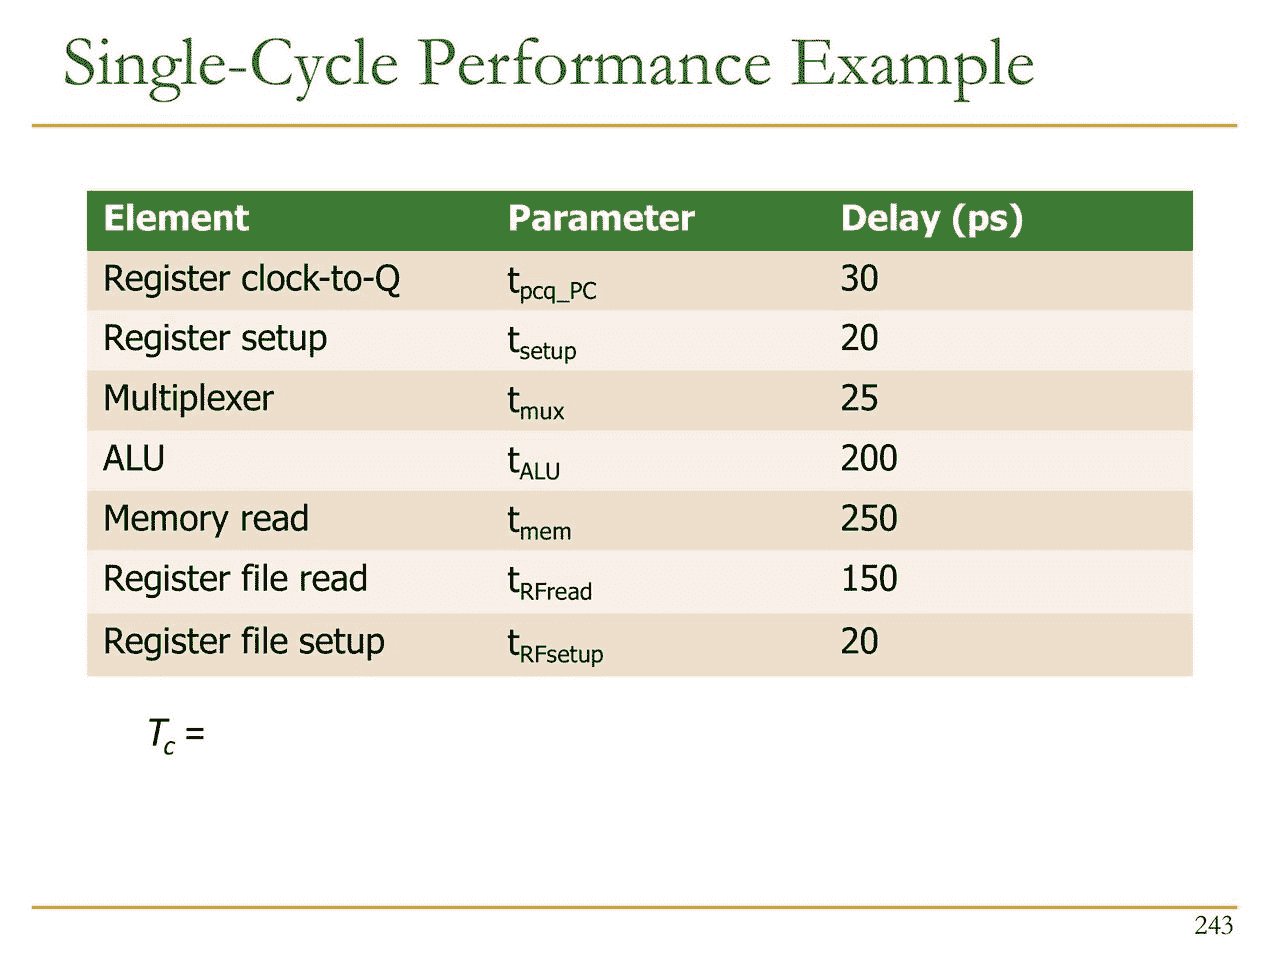 Single-Cycle Performance Example
Element Parameter Delay (ps)
Register clock-to-Q tpcq_PC 30
Register setup tsetup 20
Multiplexer tmux 25
ALU tALU 200
Memory read tmem 250
Register file read tRFread 150
Register file setup tRFsetup 20
Tc =
243